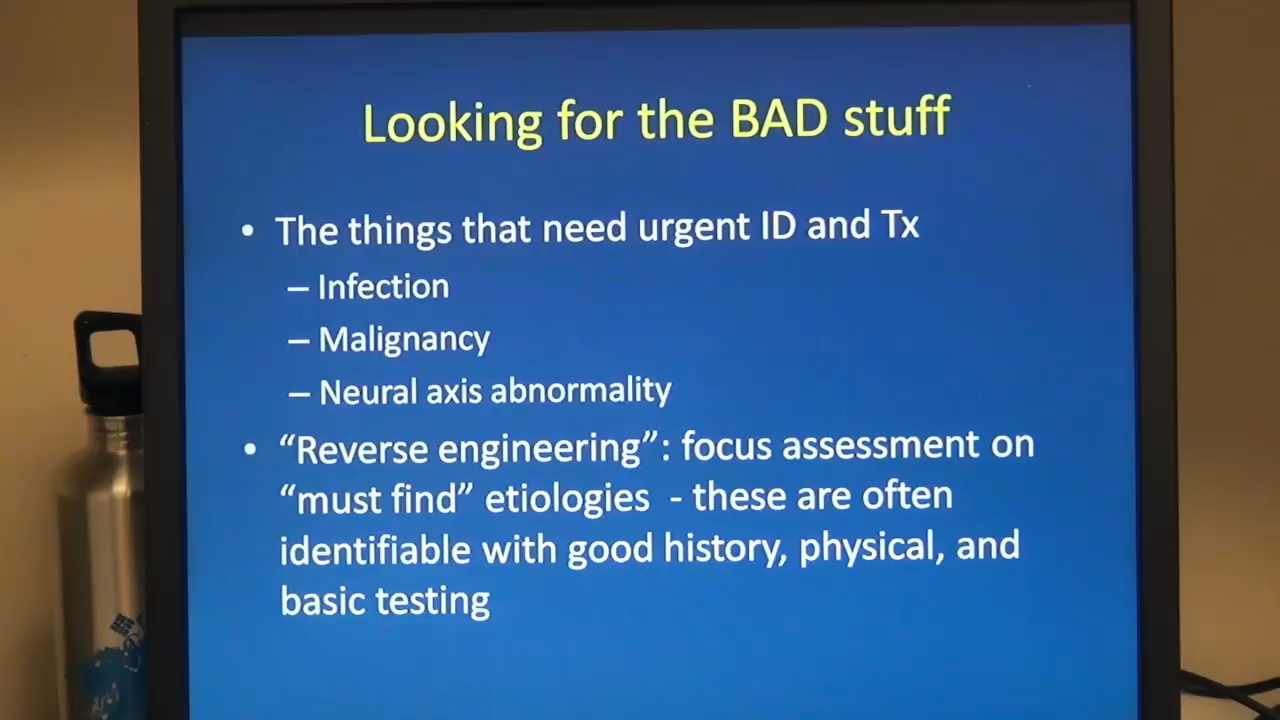 Looking for the BAD stuff
• The things that need urgent ID and Tx
– Infection
– Malignancy
– Neural axis abnormality
• “Reverse engineering”: focus assessment on
“must find” etiologies - these are often
identifiable with good history, physical, and
basic testing